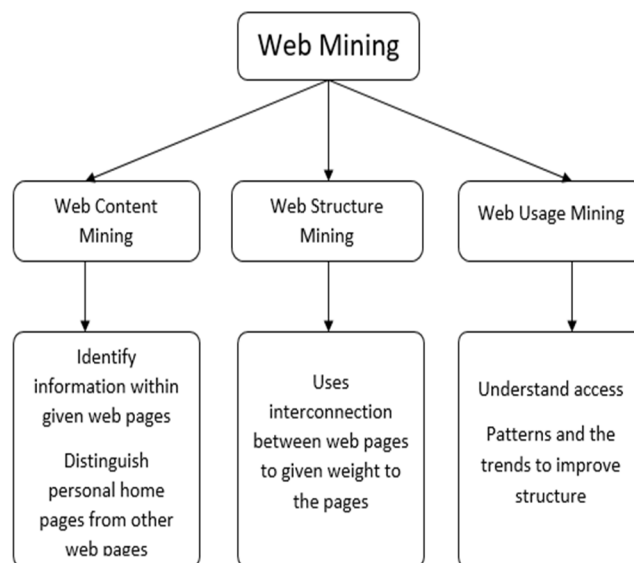 Web Mining
Web Content
Mining
Web Structure
Mining
Web Usage Mining
Identify
information within
given web pages
Distinguish
personal home
pages from other
web pages
Uses
interconnection
between web pages
to given weight to
the pages
Understand access
Patterns and the
trends to improve
structure